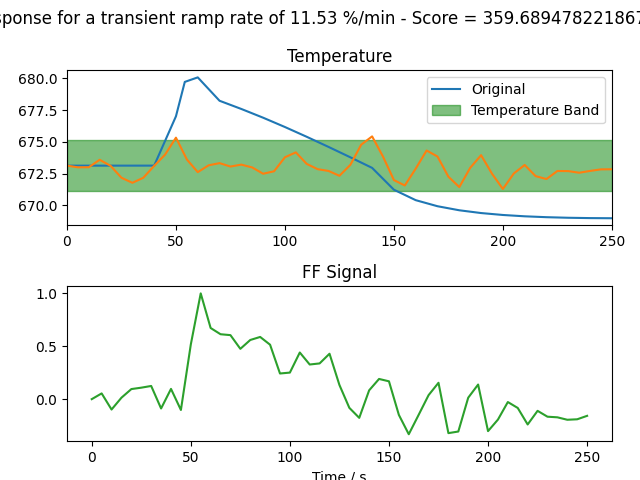 sponse for a transient ramp rate of 11.53 %/min - Score = 359.689478221867
Temperature
680.0
677.5
675.0
672.5
670.0
Original
Temperature Band
0 50 100 150 200 250
FF Signal
1.0
0.5
0.0
0 50 100 150 200 250
Time / s